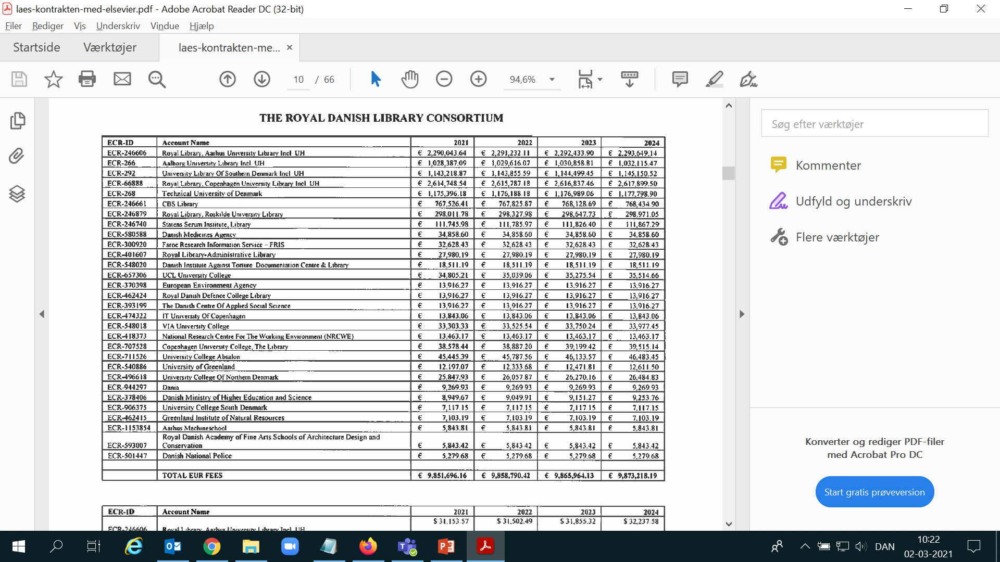 laes-kontrakten-med-elsevier.pdf - Adobe Acrobat Reader DC (32-bit)
Filer Rediger Vis Underskriv Vindue Hjælp
Startside Værktøjer laes-kontrakten-me... ×
10 / 66 94,6%
THE ROYAL DANISH LIBRARY CONSORTIUM
ECR-ID Account Name 2021 2022 2023 2024
ECR-246606 Royal Library, Aarhus University Library Incl UH € 2,290,043.64 € 2,291,232.11 € 2,292,433.90 € 2,293,649.14
ECR-266 Aalborg University Library Incl. UH € 1,028,387.09 € 1,029,616.07 € 1,030,858.81 € 1,032,115.47
ECR-292 University Library Of Southern Denmark Incl UH € 1,143,218.87 € 1,143,855.59 € 1,144,499.45 € 1,145,150.52
ECR-66888 Royal Library, Copenhagen University Library Incl UH € 2,614,748.54 € 2,615,787.18 € 2,616,837.46 € 2,617,899.50
ECR-268 Technical University of Denmark € 1,175,396.18 € 1,176,188.18 € 1,176,989.06 € 1,177,798.90
ECR-246661 CBS Library € 767,526.41 € 767,825.87 € 768,128.69 € 768,434.90
ECR-246879 Royal Library, Roskilde University Library € 298,011.78 € 298,327.98 € 298,647.73 € 298,971.05
ECR-246740 Statens Serum Institute, Library € 111,745.98 € 111,785.97 € 111,826.40 € 111,867.29
ECR-580588 Danish Medicines Agency € 34,858.60 € 34,858.60 € 34,858.60 € 34,858.60
ECR-300920 Faroe Research Information Service – FRIS € 32,628.43 € 32,628.43 € 32,628.43 € 32,628.43
ECR-401607 Royal Library-Administrative Library € 27,980.19 € 27,980.19 € 27,980.19 € 27,980.19
ECR-548020 Danish Institute Against Torture Documentation Centre & Library € 18,511.19 € 18,511.19 € 18,511.19 € 18,511.19
ECR-657306 UCL University College € 34,805.21 € 35,039.06 € 35,275.54 € 35,514.66
ECR-370398 European Environment Agency € 13,916.27 € 13,916.27 € 13,916.27 € 13,916.27
ECR-462424 Royal Danish Defence College Library € 13,916.27 € 13,916.27 € 13,916.27 € 13,916.27
ECR-393199 The Danish Centre Of Applied Social Science € 13,916.27 € 13,916.27 € 13,916.27 € 13,916.27
ECR-474322 IT University Of Copenhagen € 13,843.06 € 13,843.06 € 13,843.06 € 13,843.06
ECR-548018 VIA University College € 33,303.33 € 33,525.54 € 33,750.24 € 33,977.45
ECR-418373 National Research Centre For The Working Environment (NRCWE) € 13,463.17 € 13,463.17 € 13,463.17 € 13,463.17
ECR-707528 Copenhagen University College, The Library € 38,578.44 € 38,887.20 € 39,199.42 € 39,515.14
ECR-711526 University College Absalon € 45,445.39 € 45,787.56 € 46,133.57 € 46,483.45
ECR-540886 University of Greenland € 12,197.07 € 12,333.68 € 12,471.81 € 12,611.50
ECR-496618 University College Of Northern Denmark € 25,847.93 € 26,057.87 € 26,270.16 € 26,484.83
ECR-944297 Dania € 9,269.93 € 9,269.93 € 9,269.93 € 9,269.93
ECR-378406 Danish Ministry of Higher Education and Science € 8,949.67 € 9,049.91 € 9,151.27 € 9,253.76
ECR-906375 University College South Denmark € 7,117.15 € 7,117.15 € 7,117.15 € 7,117.15
ECR-462415 Greenland Institute of Natural Resources € 7,103.19 € 7,103.19 € 7,103.19 € 7,103.19
ECR-1153854 Aarhus Machineschool € 5,843.81 € 5,843.81 € 5,843.81 € 5,843.81
Royal Danish Academy of Fine Arts Schools of Architecture Design and
ECR-593007 Conservation € 5,843.42 € 5,843.42 € 5,843.42 € 5,843.42
ECR-501447 Danish National Police € 5,279.68 € 5,279.68 € 5,279.68 € 5,279.68
TOTAL EUR FEES € 9,851,696.16 € 9,858,790.42 € 9,865,964.13 € 9,873,218.19
ECR-ID Account Name 2021 2022 2023 2024
$ 31,153.57 $ 31,502.49 $ 31,855.32 $ 32,237.58
ECR-246606 Royal Library, Aarhus University Library Incl UH
Søg efter værktøjer
Kommenter
Udfyld og underskriv
Flere værktøjer
Konverter og rediger PDF-filer
med Acrobat Pro DC
Start gratis prøveversion
DAN
10:22
02-03-2021